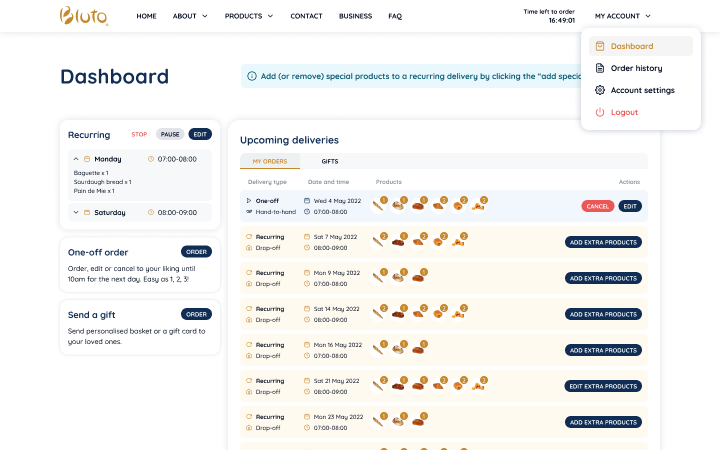 Pluto
HOME
ABOUT
PRODUCTS
CONTACT
BUSINESS
FAQ
Time left to order
16:49:01
MY ACCOUNT
Dashboard
Order history
Account settings
Logout
Dashboard
Add (or remove) special products to a recurring delivery by clicking the “add
Recurring
STOP
PAUSE
EDIT
Monday
07:00-08:00
Baguette x 1
Sourdough bread x 1
Pain de Mie x 1
Saturday
08:00-09:00
One-off order
ORDER
Order, edit or cancel to your liking until
10am for the next day. Easy as 1, 2, 3!
Send a gift
ORDER
Send personalised basket or a gift card to
your loved ones.
Upcoming deliveries
MY ORDERS
GIFTS
Delivery type
Date and time
Products
Actions
One-off
Wed 4 May 2022
1 1 1 2 2 2
Hand-to-hand
07:00-08:00
CANCEL
EDIT
Recurring
Sat 7 May 2022
2 1 1 2 2
Drop-off
08:00-09:00
ADD EXTRA PRODUCTS
Recurring
Mon 9 May 2022
1 1 1
Drop-off
07:00-08:00
ADD EXTRA PRODUCTS
Recurring
Sat 14 May 2022
2 1 1 2 2
Drop-off
08:00-09:00
ADD EXTRA PRODUCTS
Recurring
Mon 16 May 2022
1 1 1
Drop-off
07:00-08:00
ADD EXTRA PRODUCTS
Recurring
Sat 21 May 2022
2 1 1 2 2 2
Drop-off
08:00-09:00
EDIT EXTRA PRODUCTS
Recurring
Mon 23 May 2022
1 1 1
Drop-off
07:00-08:00
ADD EXTRA PRODUCTS